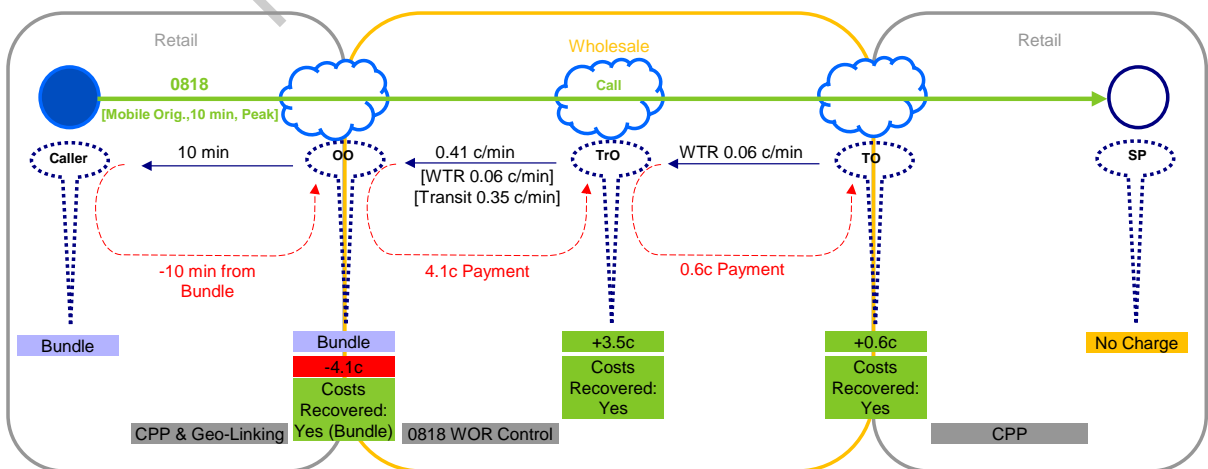 Retail
Wholesale
Retail
0818
Call
[Mobile Orig.,10 min, Peak]
Caller
10 min
OO
0.41 c/min
[WTR 0.06 c/min]
[Transit 0.35 c/min]
TrO
WTR 0.06 c/min
TO
SP
-10 min from
Bundle
4.1c Payment
0.6c Payment
Bundle
Bundle
-4.1c
Costs
Recovered:
Yes (Bundle)
+3.5c
Costs
Recovered:
Yes
+0.6c
Costs
Recovered:
Yes
No Charge
CPP & Geo-Linking
0818 WOR Control
CPP